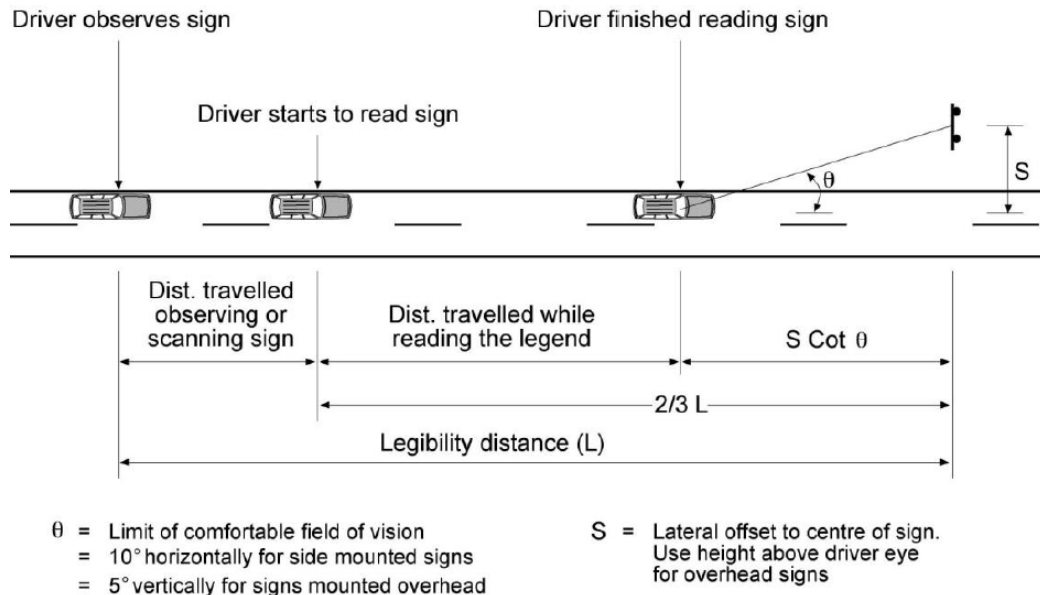 Driver observes sign
Driver finished reading sign
Driver starts to read sign
θ
S
Dist. travelled
observing or
scanning sign
Dist. travelled while
reading the legend
S Cot θ
2/3 L
Legibility distance (L)
θ = Limit of comfortable field of vision
= 10° horizontally for side mounted signs
= 5° vertically for signs mounted overhead
S = Lateral offset to centre of sign.
Use height above driver eye
for overhead signs